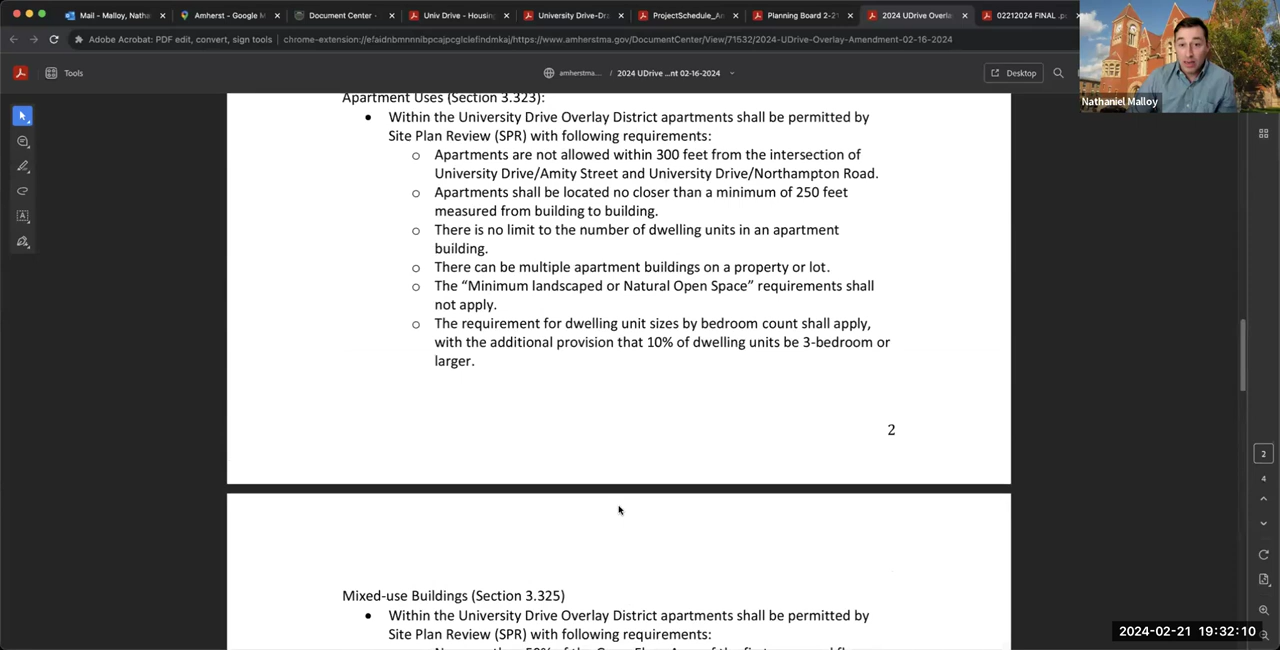 Mail - Malloy, Natha
Amherst - Google M
Document Center -
Univ Drive - Housin
University Drive-Dra
ProjectSchedule_An
Planning Board 2-21
2024 UDrive Overla
02212024 FINAL .p
Adobe Acrobat: PDF edit, convert, sign tools
chrome-extension://efaidnbmnnnibpcajpcglclefindmkaj/https://www.amherstma.gov/DocumentCenter/View/71532/2024-UDrive-Overlay-Amendment-02-16-2024
Tools
amherstma... / 2024 UDrive ...nt 02-16-2024
Desktop
Nathaniel Malloy
Apartment Uses (Section 3.323):
• Within the University Drive Overlay District apartments shall be permitted by
Site Plan Review (SPR) with following requirements:
o Apartments are not allowed within 300 feet from the intersection of
University Drive/Amity Street and University Drive/Northampton Road.
o Apartments shall be located no closer than a minimum of 250 feet
measured from building to building.
o There is no limit to the number of dwelling units in an apartment
building.
o There can be multiple apartment buildings on a property or lot.
o The “Minimum landscaped or Natural Open Space” requirements shall
not apply.
o The requirement for dwelling unit sizes by bedroom count shall apply,
with the additional provision that 10% of dwelling units be 3-bedroom or
larger.
2
2
4
Mixed-use Buildings (Section 3.325)
• Within the University Drive Overlay District apartments shall be permitted by
Site Plan Review (SPR) with following requirements:
2024-02-21 19:32:10